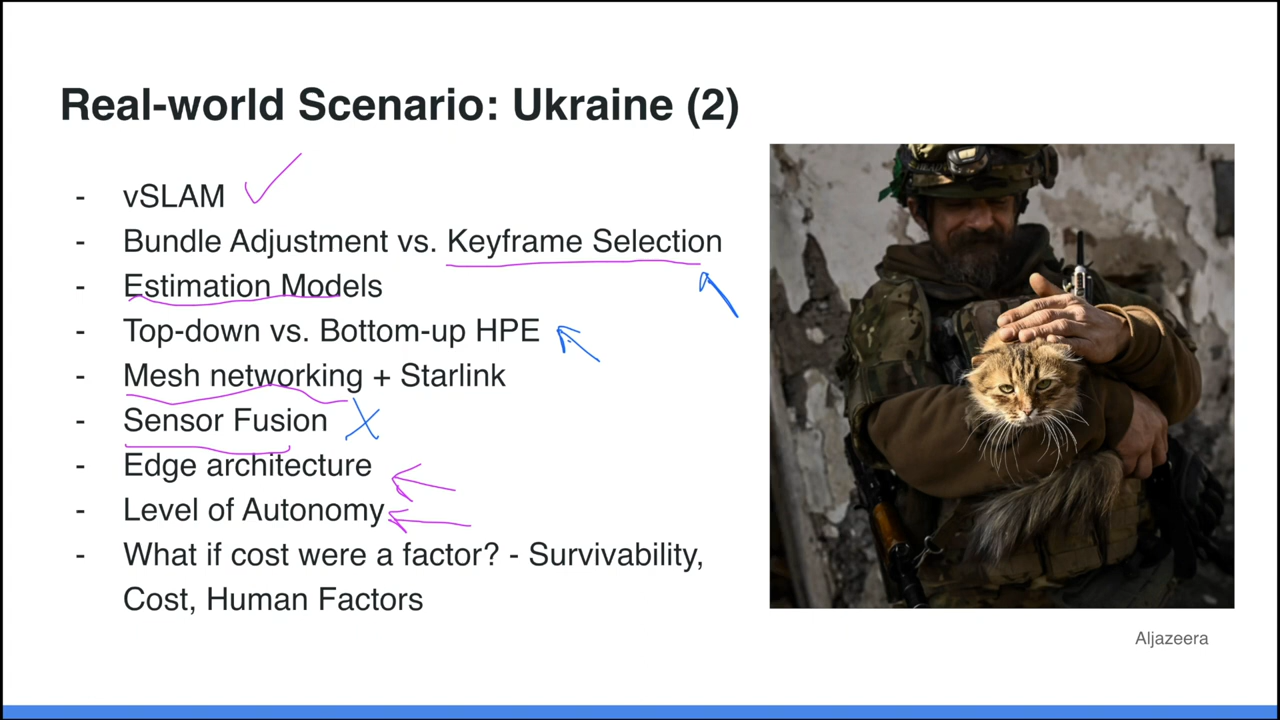 Real-world Scenario: Ukraine (2)
- vSLAM
- Bundle Adjustment vs. Keyframe Selection
- Estimation Models
- Top-down vs. Bottom-up HPE
- Mesh networking + Starlink
- Sensor Fusion
- Edge architecture
- Level of Autonomy
- What if cost were a factor? - Survivability,
Cost, Human Factors
Aljazeera